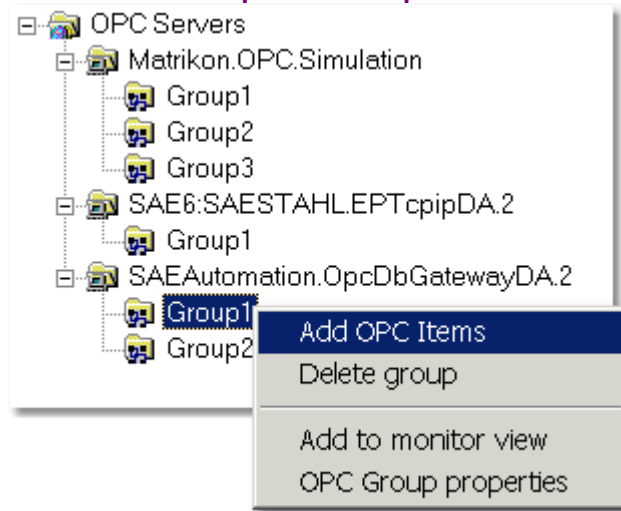 OPC Servers
Matrikon.OPC.Simulation
Group1
Group2
Group3
SAE6:SAESTAHL.EPTcpipDA.2
Group1
SAEAutomation.OpcDbGatewayDA.2
Group1
Group2
Add OPC Items
Delete group
Add to monitor view
OPC Group properties